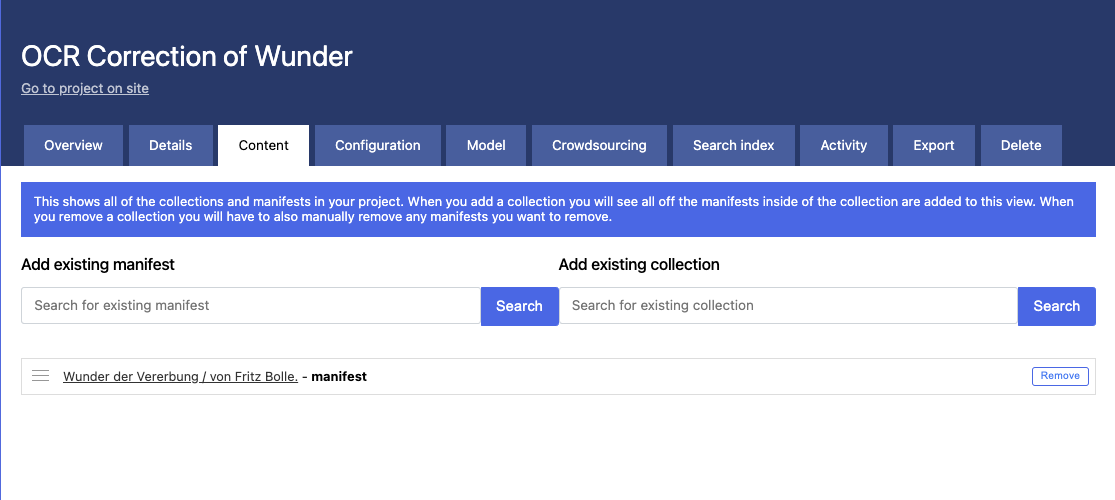 OCR Correction of Wunder
Go to project on site
Overview Details Content Configuration Model Crowdsourcing Search index Activity Export Delete
This shows all of the collections and manifests in your project. When you add a collection you will see all off the manifests inside of the collection are added to this view. When
you remove a collection you will have to also manually remove any manifests you want to remove.
Add existing manifest Add existing collection
Search for existing manifest Search Search for existing collection Search
Wunder der Vererbung / von Fritz Bolle. - manifest Remove